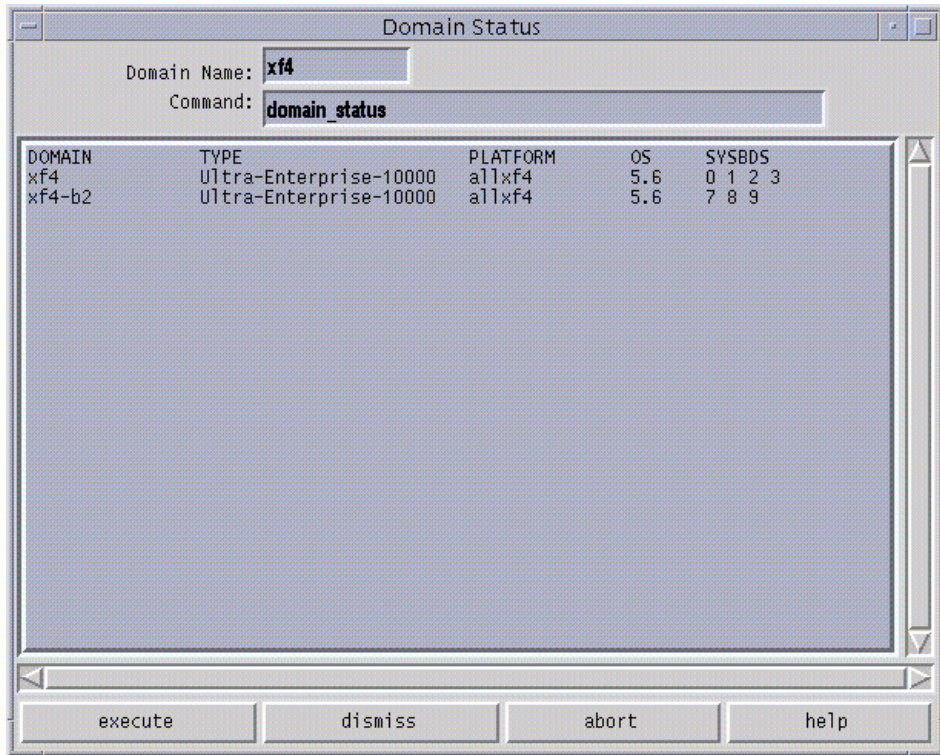 Domain Status
Domain Name: xf4
Command: domain_status
DOMAIN TYPE PLATFORM OS SYSBDS
xf4 Ultra-Enterprise-10000 allxf4 5.6 0 1 2 3
xf4-b2 Ultra-Enterprise-10000 allxf4 5.6 7 8 9
execute dismiss abort help